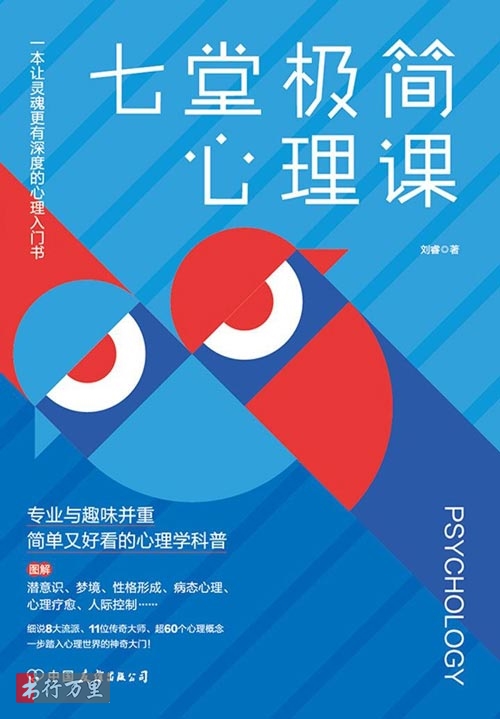 七堂极简
心理课
一本让灵魂更有深度的心理入门书
刘睿◎著
PSYCHOLOGY
专业与趣味并重
简单又好看的心理学科普
图解
潜意识、梦境、性格形成、病态心理、
心理疗愈、人际控制……
细说8大流派、11位传奇大师、超60个心理概念
一步踏入心理世界的神奇大门!
中国友谊出版公司
书行万里